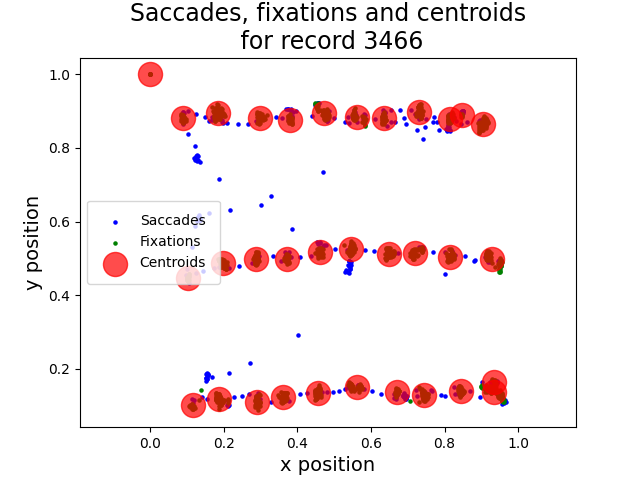 Saccades, fixations and centroids
for record 3466
y position
1.0
0.8
0.6
0.4
0.2
Saccades
Fixations
Centroids
0.0 0.2 0.4 0.6 0.8 1.0
x position